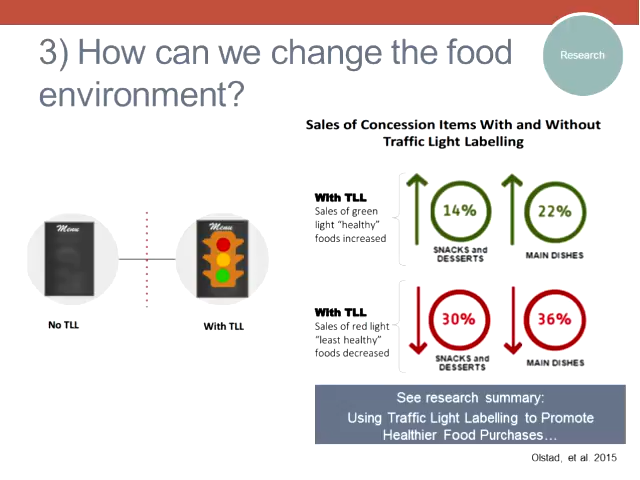 3) How can we change the food
environment?
Research
Sales of Concession Items With and Without
Traffic Light Labelling
Menu
Menu
No TLL
With TLL
With TLL
Sales of green
light “healthy”
foods increased
14%
22%
SNACKS and
DESSERTS
MAIN DISHES
With TLL
Sales of red light
“least healthy”
foods decreased
30%
36%
SNACKS and
DESSERTS
MAIN DISHES
See research summary:
Using Traffic Light Labelling to Promote
Healthier Food Purchases…
Olstad, et al 2015